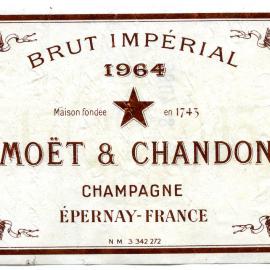 BRUT IMPÉRIAL
1964
Maison fondée en 1743
MOËT & CHANDON
CHAMPAGNE
ÉPERNAY-FRANCE
N M 3 342 272